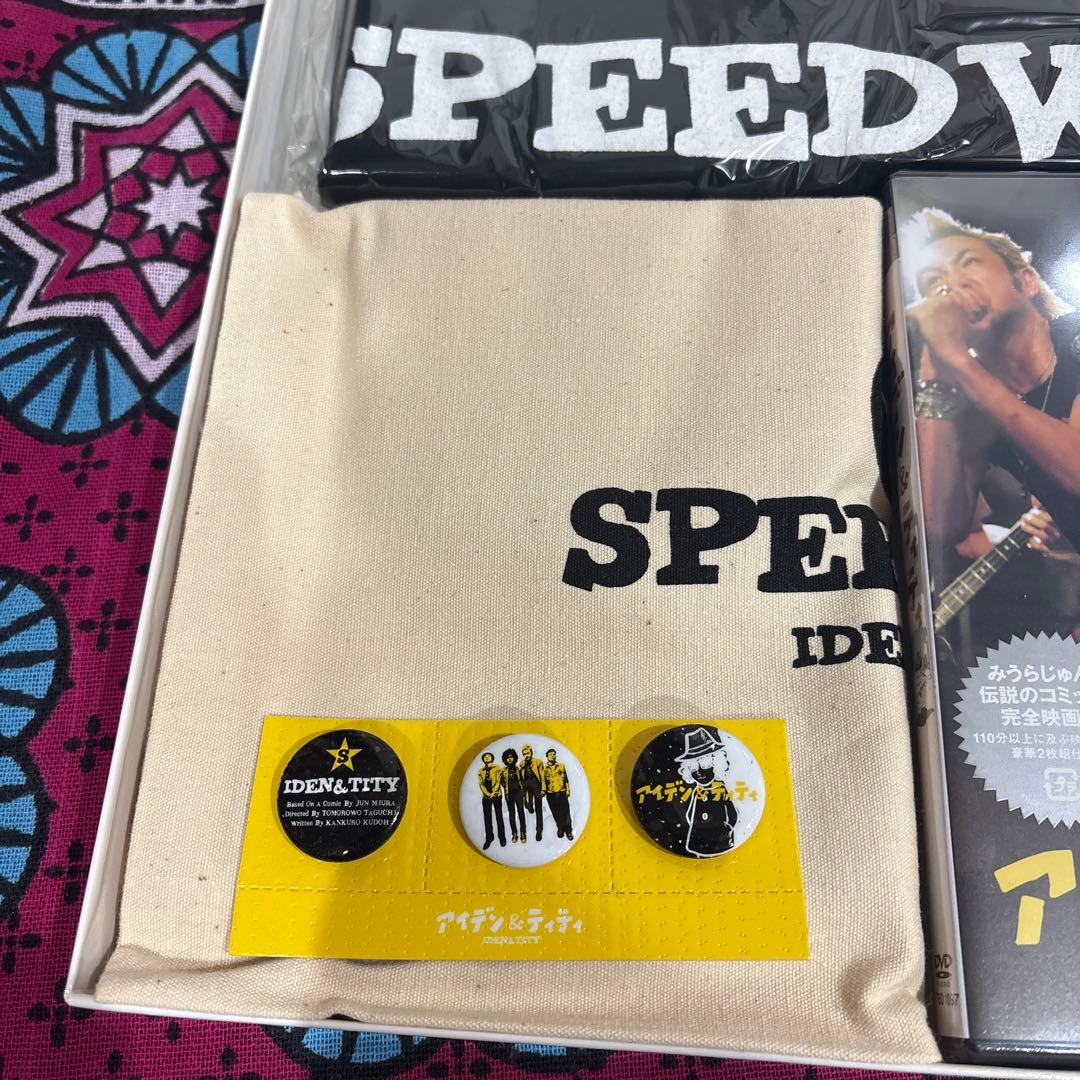 SPEEDW
SPEE
IDE
S
IDEN&TITY
Based On A Comic By JUN MIURA
Directed By TOMOROWO TAGUCHI
Written By KANKURO KUDOH
アイデン&ティティ
アイデン&ティティ
IDEN&TITY
みうらじゅん
伝説のコミッ
完全映画
110分以上に及ぶ
豪華2枚組
ア
DVD
VIDEO